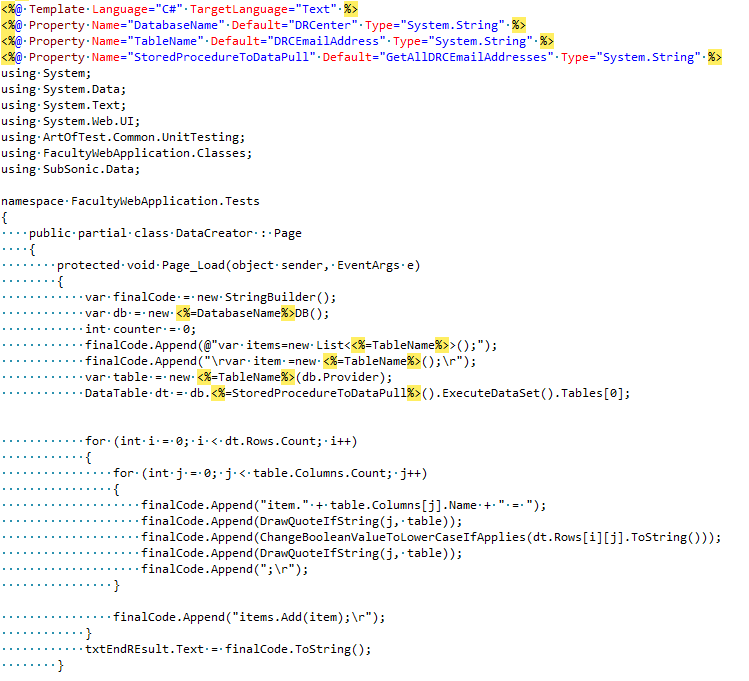 <%@ Template Language="C#" TargetLanguage="Text" %>
<%@ Property Name="DatabaseName" Default="DRCenter" Type="System.String" %>
<%@ Property Name="TableName" Default="DRCEmailAddress" Type="System.String" %>
<%@ Property Name="StoredProcedureToDataPull" Default="GetAllDRCEmailAddresses" Type="System.String" %>
using System;
using System.Data;
using System.Text;
using System.Web.UI;
using ArtOfTest.Common.UnitTesting;
using FacultyWebApplication.Classes;
using SubSonic.Data;

namespace FacultyWebApplication.Tests
{
    public partial class DataCreator : Page
    {
        protected void Page_Load(object sender, EventArgs e)
        {
            var finalCode = new StringBuilder();
            var db = new <%=DatabaseName%>DB();
            int counter = 0;
            finalCode.Append(@"var items=new List<<%=TableName%>>();");
            finalCode.Append("\rvar item =new <%=TableName%>();\r");
            var table = new <%=TableName%>(db.Provider);
            DataTable dt = db.<%=StoredProcedureToDataPull%>().ExecuteDataSet().Tables[0];

            for (int i = 0; i < dt.Rows.Count; i++)
            {
                for (int j = 0; j < table.Columns.Count; j++)
                {
                    finalCode.Append("item." + table.Columns[j].Name + " = ");
                    finalCode.Append(DrawQuoteIfString(j, table));
                    finalCode.Append(ChangeBooleanValueToLowerCaseIfApplies(dt.Rows[i][j].ToString()));
                    finalCode.Append(DrawQuoteIfString(j, table));
                    finalCode.Append(";\r");
                }

                finalCode.Append("items.Add(item);\r");
            }
            txtEndREsult.Text = finalCode.ToString();
        }